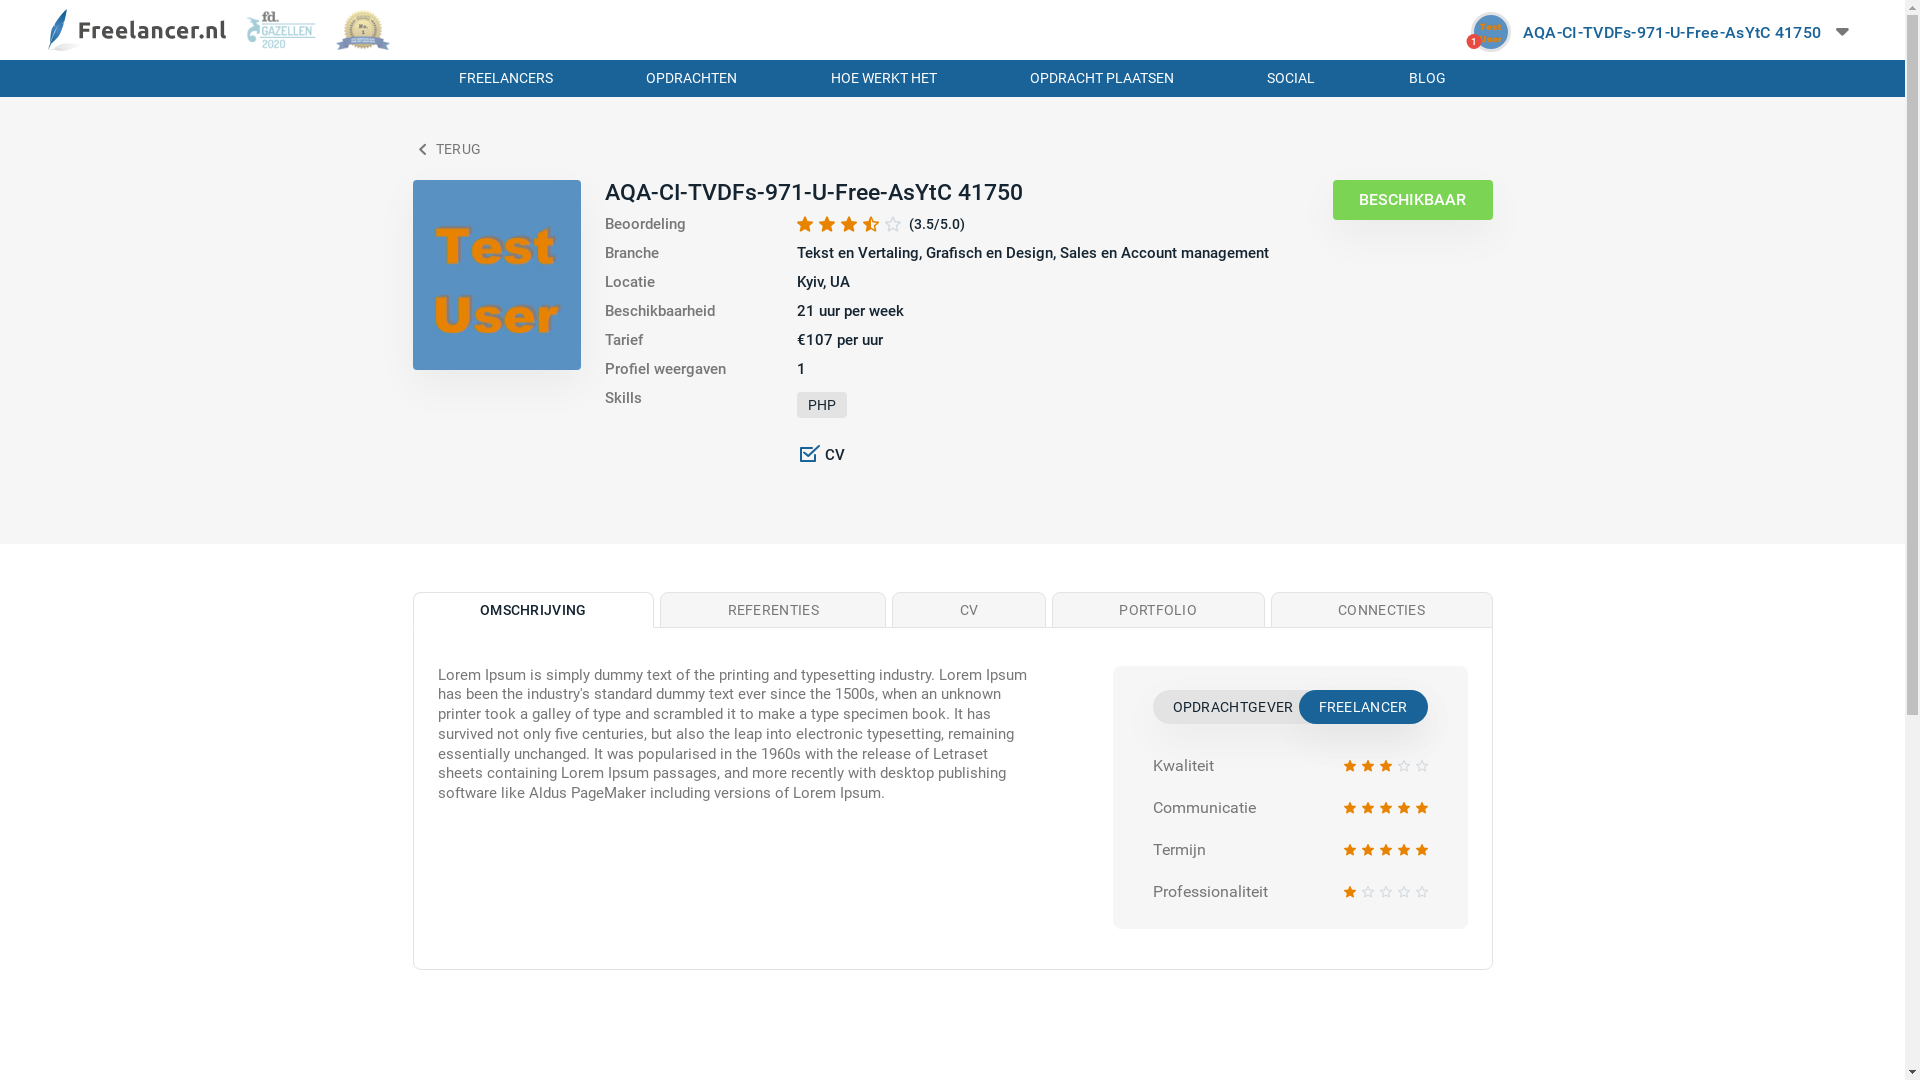 Freelancer.nl
fd.
GAZELLEN
2020
1
AQA-CI-TVDFs-971-U-Free-AsYtC 41750
FREELANCERS
OPDRACHTEN
HOE WERKT HET
OPDRACHT PLAATSEN
SOCIAL
BLOG
TERUG
Test
User
AQA-CI-TVDFs-971-U-Free-AsYtC 41750
BESCHIKBAAR
Beoordeling (3.5/5.0)
Branche Tekst en Vertaling, Grafisch en Design, Sales en Account management
Locatie Kyiv, UA
Beschikbaarheid 21 uur per week
Tarief €107 per uur
Profiel weergaven 1
Skills PHP
CV
OMSCHRIJVING
REFERENTIES
CV
PORTFOLIO
CONNECTIES
Lorem Ipsum is simply dummy text of the printing and typesetting industry. Lorem Ipsum
has been the industry's standard dummy text ever since the 1500s, when an unknown
printer took a galley of type and scrambled it to make a type specimen book. It has
survived not only five centuries, but also the leap into electronic typesetting, remaining
essentially unchanged. It was popularised in the 1960s with the release of Letraset
sheets containing Lorem Ipsum passages, and more recently with desktop publishing
software like Aldus PageMaker including versions of Lorem Ipsum.
OPDRACHTGEVER
FREELANCER
Kwaliteit
Communicatie
Termijn
Professionaliteit